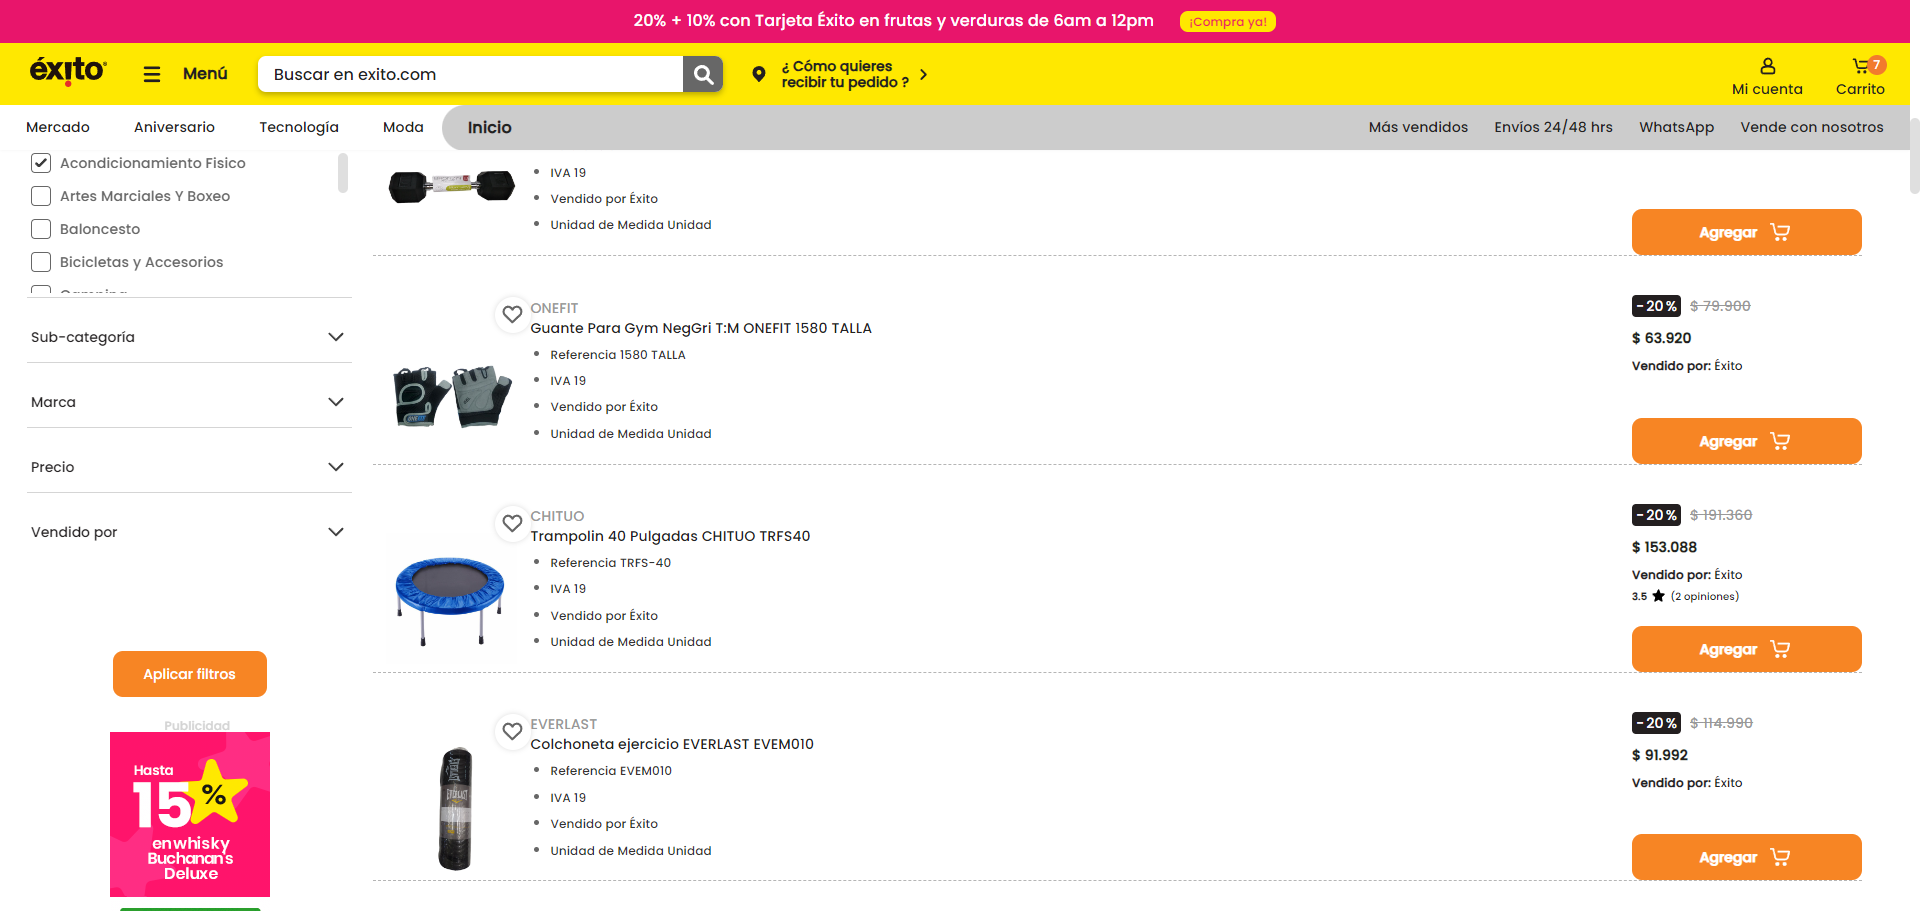 20% + 10% con Tarjeta Éxito en frutas y verduras de 6am a 12pm
¡Compra ya!
éxito
Menú
Buscar en exito.com
¿ Cómo quieres
recibir tu pedido ?
Mi cuenta
7
Carrito
Mercado
Aniversario
Tecnología
Moda
Inicio
Más vendidos
Envíos 24/48 hrs
WhatsApp
Vende con nosotros
Acondicionamiento Fisico
Artes Marciales Y Boxeo
Baloncesto
Bicicletas y Accesorios
Sub-categoría
Marca
Precio
Vendido por
Aplicar filtros
Publicidad
Hasta
15%
en whisky
Buchanan's
Deluxe
IVA 19
Vendido por Éxito
Unidad de Medida Unidad
Agregar
ONEFIT
Guante Para Gym NegGri T:M ONEFIT 1580 TALLA
Referencia 1580 TALLA
IVA 19
Vendido por Éxito
Unidad de Medida Unidad
-20% $ 79.900
$ 63.920
Vendido por: Éxito
Agregar
CHITUO
Trampolin 40 Pulgadas CHITUO TRFS40
Referencia TRFS-40
IVA 19
Vendido por Éxito
Unidad de Medida Unidad
-20% $ 191.360
$ 153.088
Vendido por: Éxito
3.5 (2 opiniones)
Agregar
EVERLAST
Colchoneta ejercicio EVERLAST EVEM010
Referencia EVEM010
IVA 19
Vendido por Éxito
Unidad de Medida Unidad
-20% $ 114.990
$ 91.992
Vendido por: Éxito
Agregar